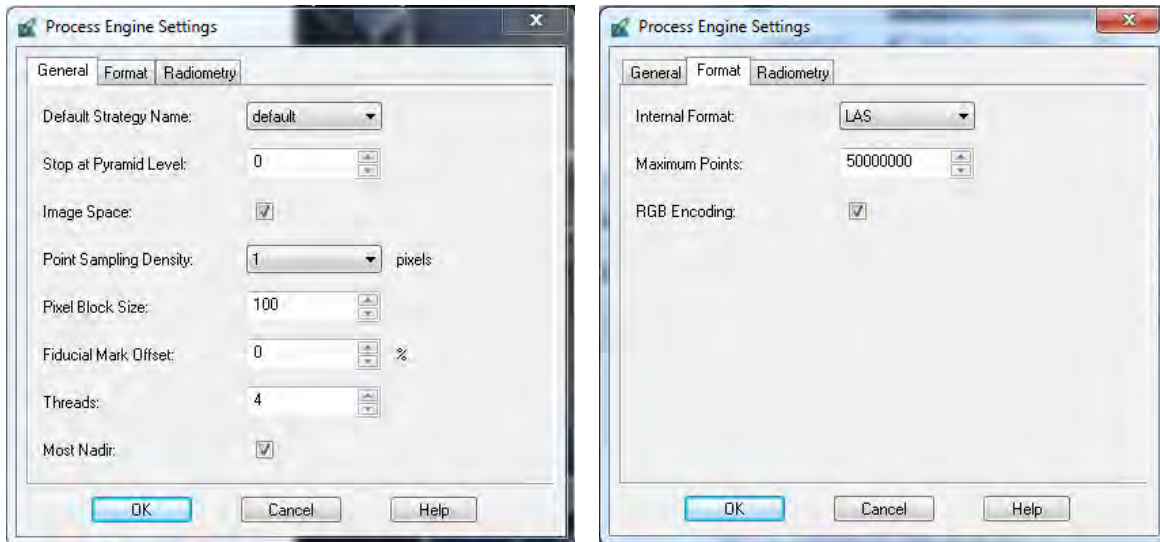 Process Engine Settings
x
General Format Radiometry
Default Strategy Name: default
Stop at Pyramid Level: 0
Image Space:
Point Sampling Density: 1 pixels
Pixel Block Size: 100
Fiducial Mark Offset: 0 %
Threads: 4
Most Nadir:
OK Cancel Help
Process Engine Settings
x
General Format Radiometry
Internal Format: LAS
Maximum Points: 50000000
RGB Encoding:
OK Cancel Help